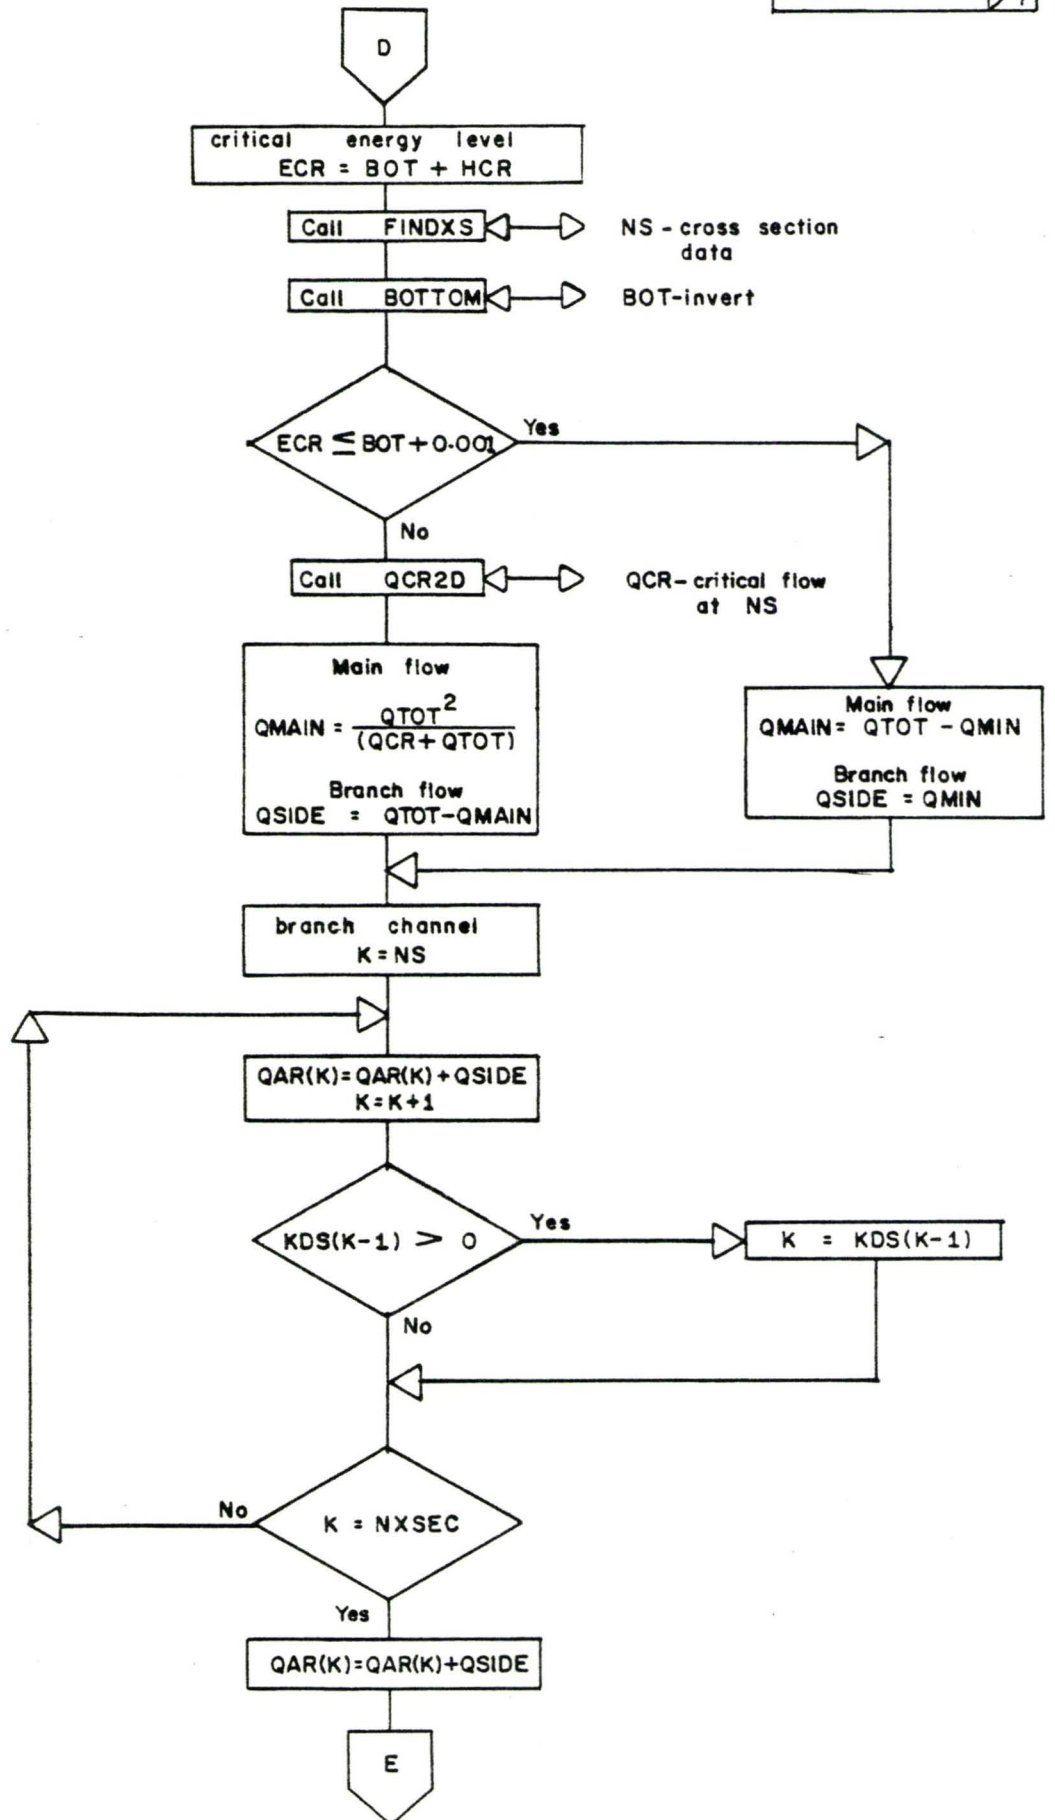 D
critical energy level
ECR = BOT + HCR
Call FINDXS
NS - cross section
data
Call BOTTOM
BOT-invert
ECR ≤ BOT + 0.001
Yes
No
Call QCR2D
QCR - critical flow
at NS
Main flow
QMAIN = QTOT²
(QCR + QTOT)
Branch flow
QSIDE = QTOT-QMAIN
Main flow
QMAIN = QTOT - QMIN
Branch flow
QSIDE = QMIN
branch channel
K = NS
QAR(K)=QAR(K)+QSIDE
K=K+1
KDS(K-1) > 0
Yes
K = KDS(K-1)
No
K = NXSEC
No
Yes
QAR(K)=QAR(K)+QSIDE
E